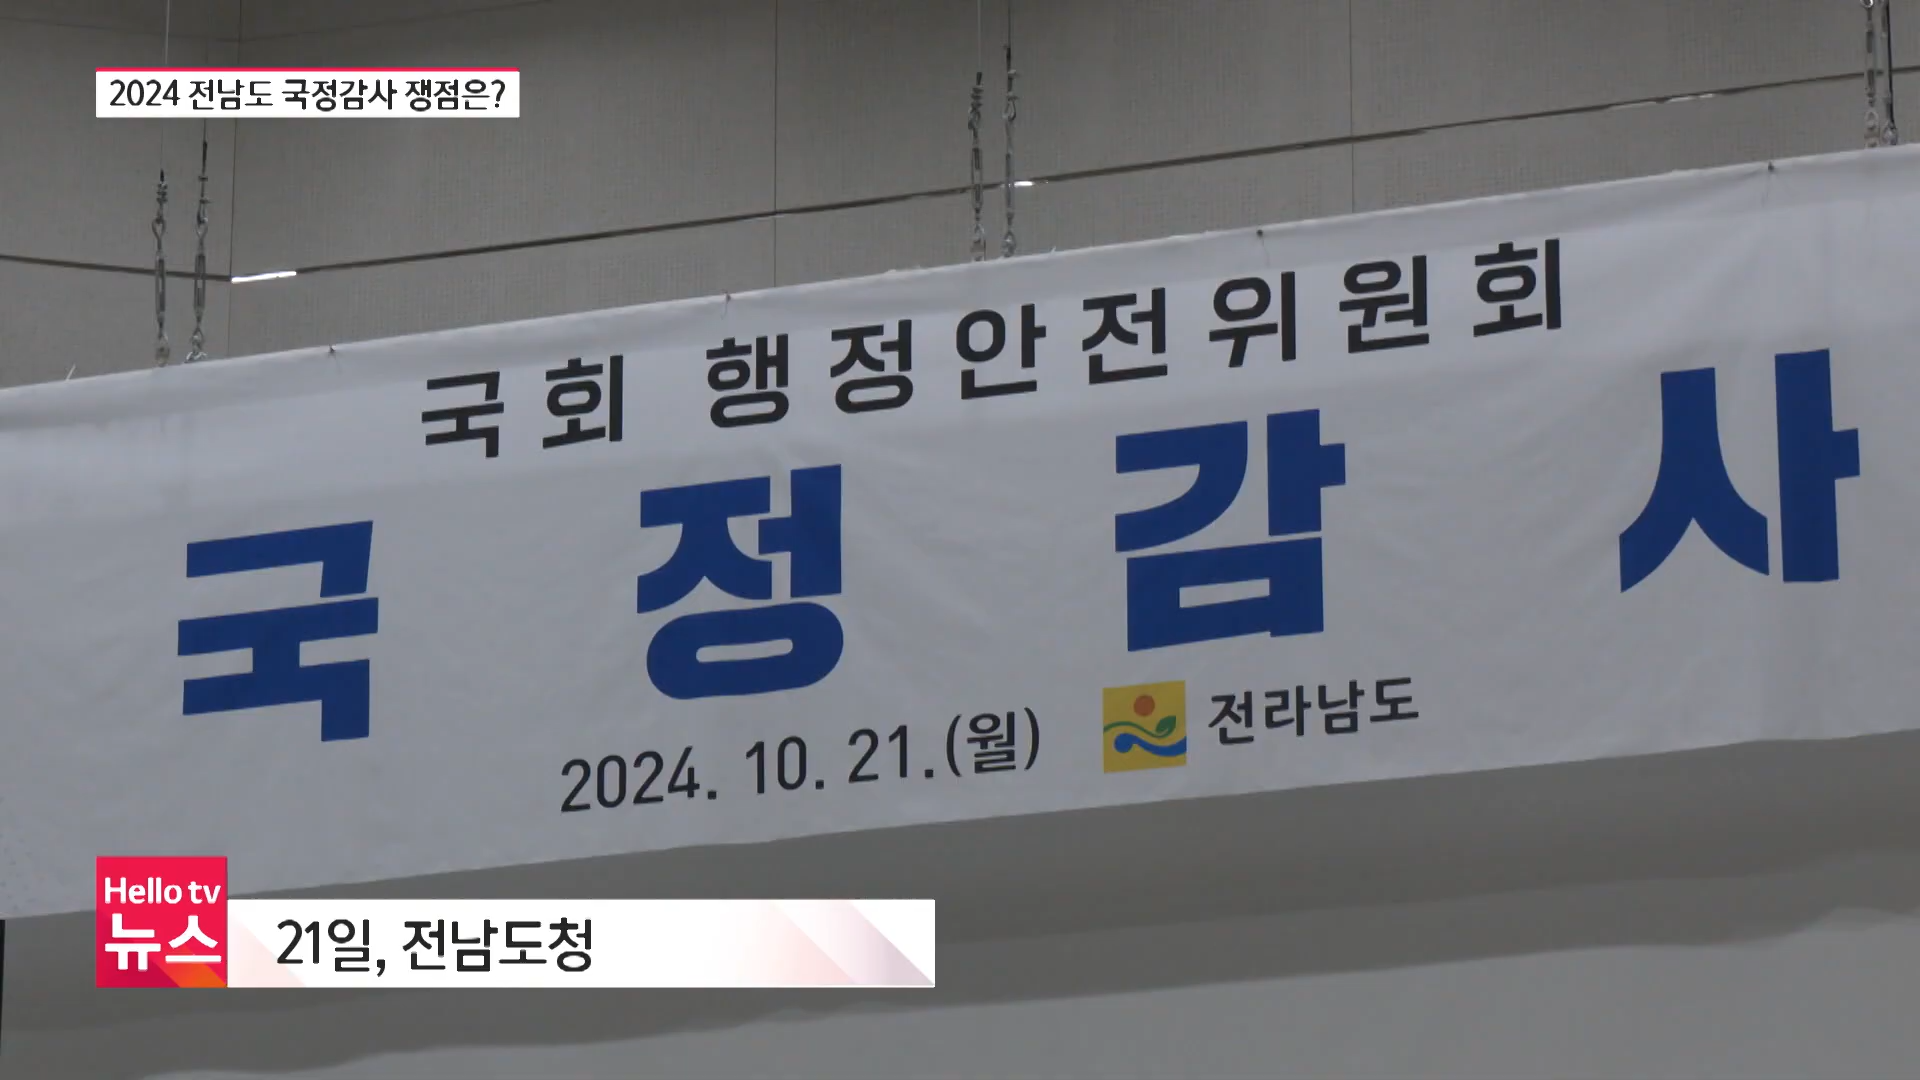 2024 전남도 국정감사 쟁점은?
국회 행정안전위원회
국정감사
2024. 10. 21.(월) 전라남도
Hello tv
뉴스
21일, 전남도청